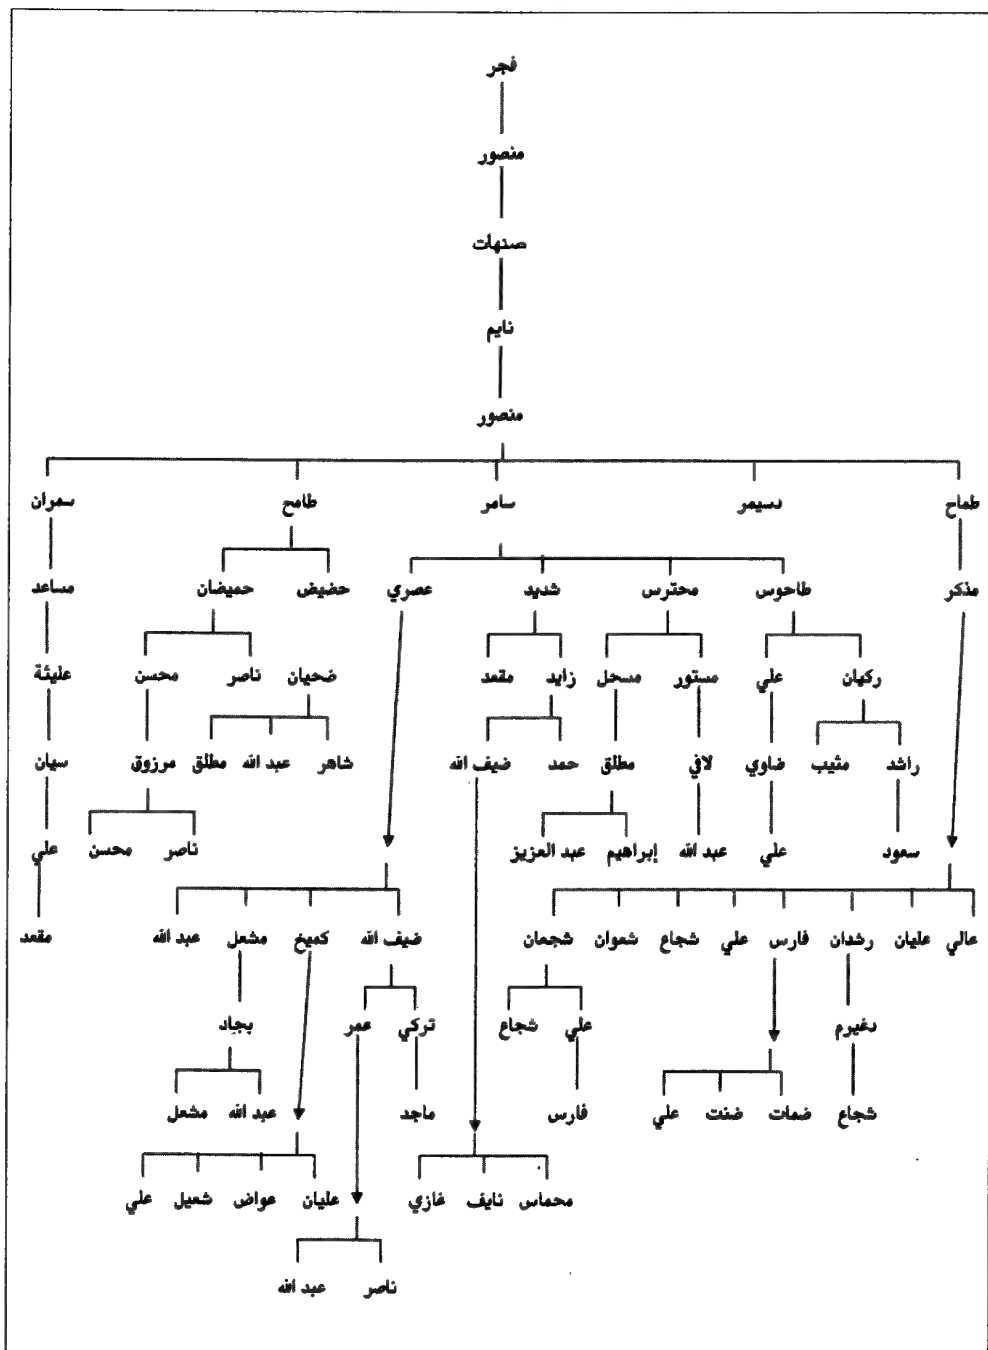 فجر
منصور
صنهات
نايم
منصور
طماح دسيمر سامر طامح سمران
مذكر طاحوس محترس شديد عصري حضيض حميضان مساعد
ركهان علي مستور مسحل زايد مقعد ضحيان ناصر محسن عليثة
راشد مثيب ضاوي لافي مطلق حمد ضيف الله شاهر عبد الله مطلق مرزوق سيان
سعود علي عبد الله إبراهيم عبد العزيز ناصر محسن علي
عالي عليان رشدان فارس علي شجاع شعوان شجعان ضيف الله كميخ مشعل عبد الله مقعد
دغيرم علي شجاع تركي عمر بجاد
شجاع ضمات ضنت علي فارس ماجد عبد الله مشعل
محماس نايف غازي عليان عواض شعيل علي
ناصر عبد الله